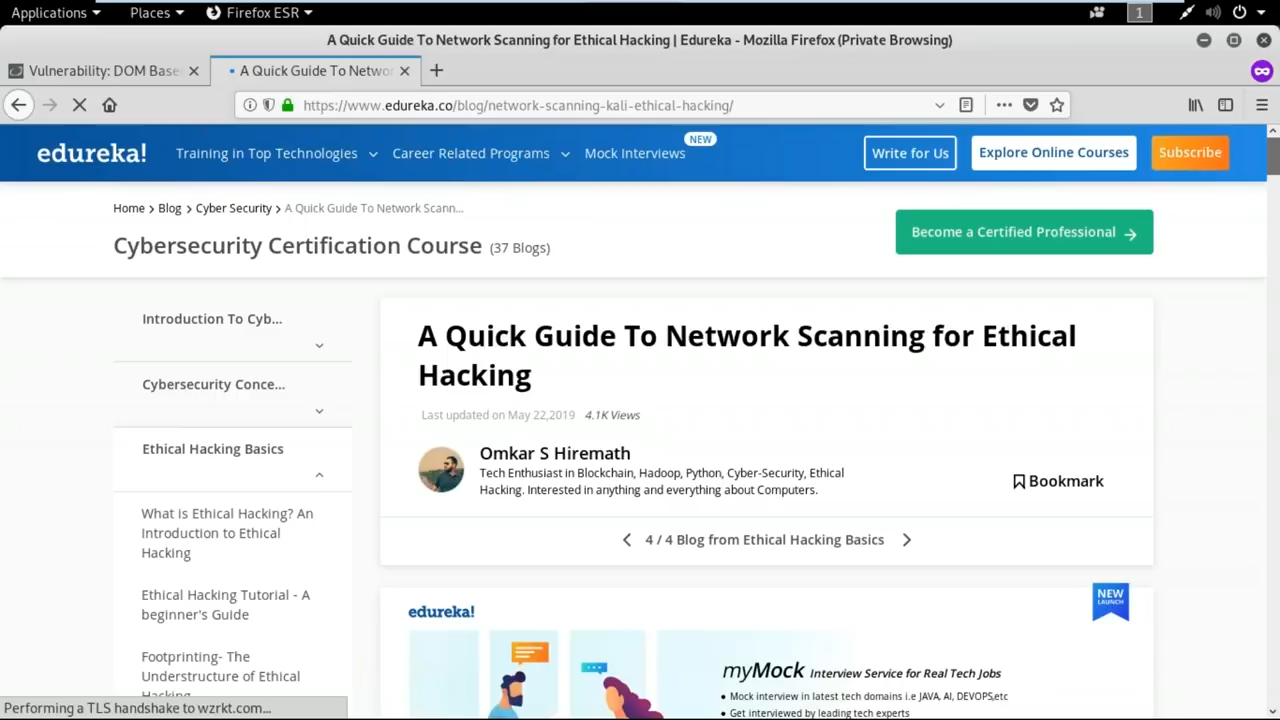 Applications Places Firefox ESR 1
A Quick Guide To Network Scanning for Ethical Hacking | Edureka - Mozilla Firefox (Private Browsing)
Vulnerability: DOM Base A Quick Guide To Netwo
https://www.edureka.co/blog/network-scanning-kali-ethical-hacking/
NEW
edureka! Training in Top Technologies Career Related Programs Mock Interviews Write for Us Explore Online Courses Subscribe
Home Blog Cyber Security A Quick Guide To Network Scann...
Cybersecurity Certification Course (37 Blogs)
Become a Certified Professional
Introduction To Cyb...
Cybersecurity Conce...
Ethical Hacking Basics
What is Ethical Hacking? An
Introduction to Ethical
Hacking
Ethical Hacking Tutorial - A
beginner's Guide
Footprinting- The
Understructure of Ethical
Hacking
A Quick Guide To Network Scanning for Ethical
Hacking
Last updated on May 22,2019 4.1K Views
Omkar S Hiremath
Tech Enthusiast in Blockchain, Hadoop, Python, Cyber-Security, Ethical
Hacking. Interested in anything and everything about Computers.
Bookmark
4 / 4 Blog from Ethical Hacking Basics
edureka!
NEW
LAUNCH
myMock Interview Service for Real Tech Jobs
• Mock interview in latest tech domains i.e JAVA, AI, DEVOPS,etc
• Get interviewed by leading tech experts
Performing a TLS handshake to wzrkt.com...